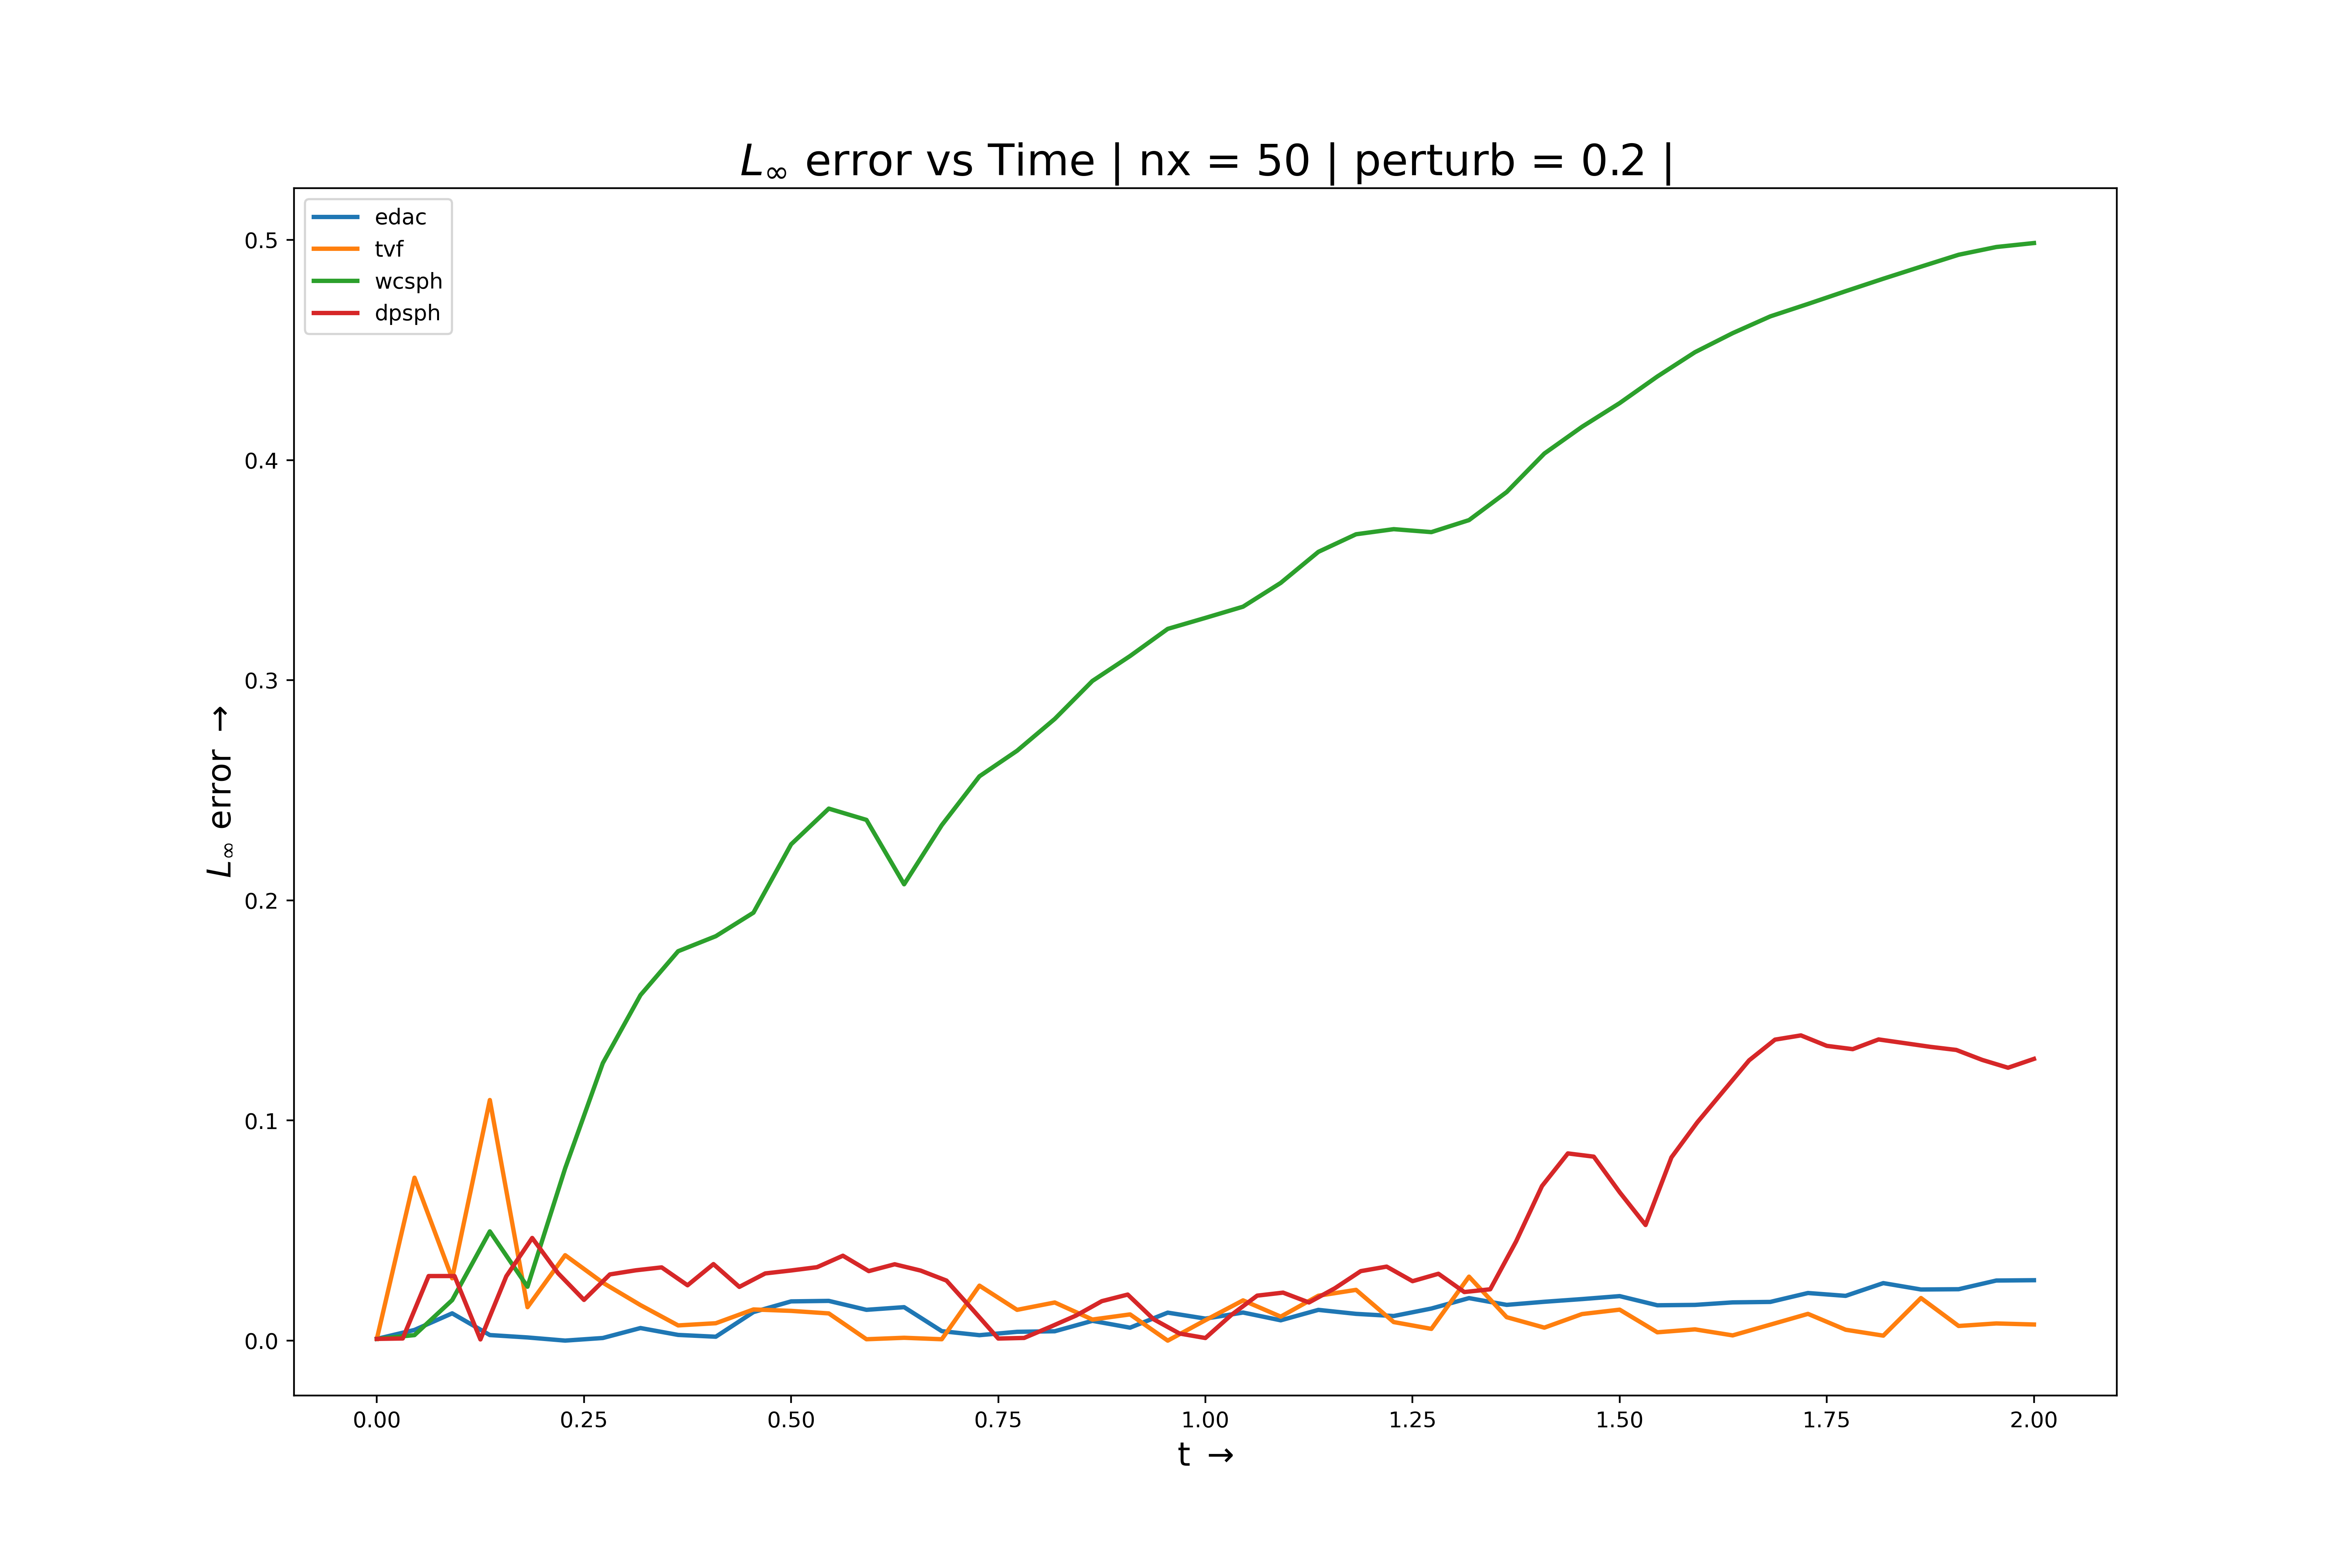 L∞ error vs Time | nx = 50 | perturb = 0.2 |
edac
tvf
wcsph
dpsph
0.5
0.4
0.3
0.2
0.1
0.0
L∞ error →
0.00 0.25 0.50 0.75 1.00 1.25 1.50 1.75 2.00
t →